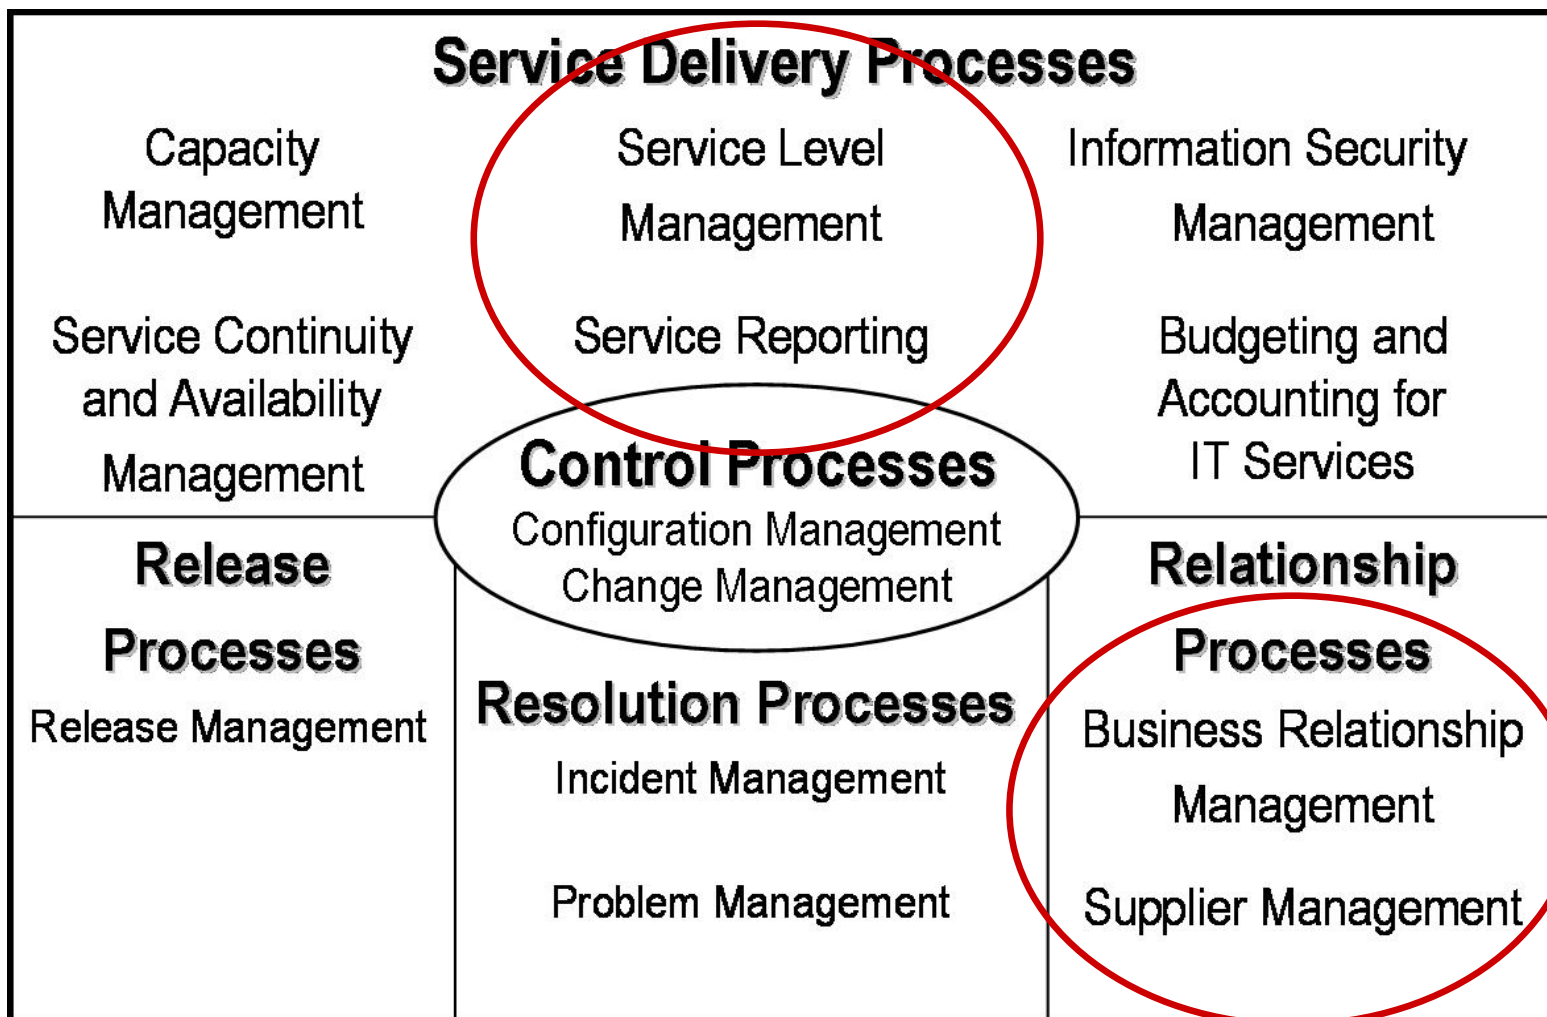 Service Delivery Processes
Capacity
Management
Service Level
Management
Information Security
Management
Service Continuity
and Availability
Management
Service Reporting
Budgeting and
Accounting for
IT Services
Control Processes
Configuration Management
Change Management
Release
Processes
Release Management
Resolution Processes
Incident Management
Problem Management
Relationship
Processes
Business Relationship
Management
Supplier Management